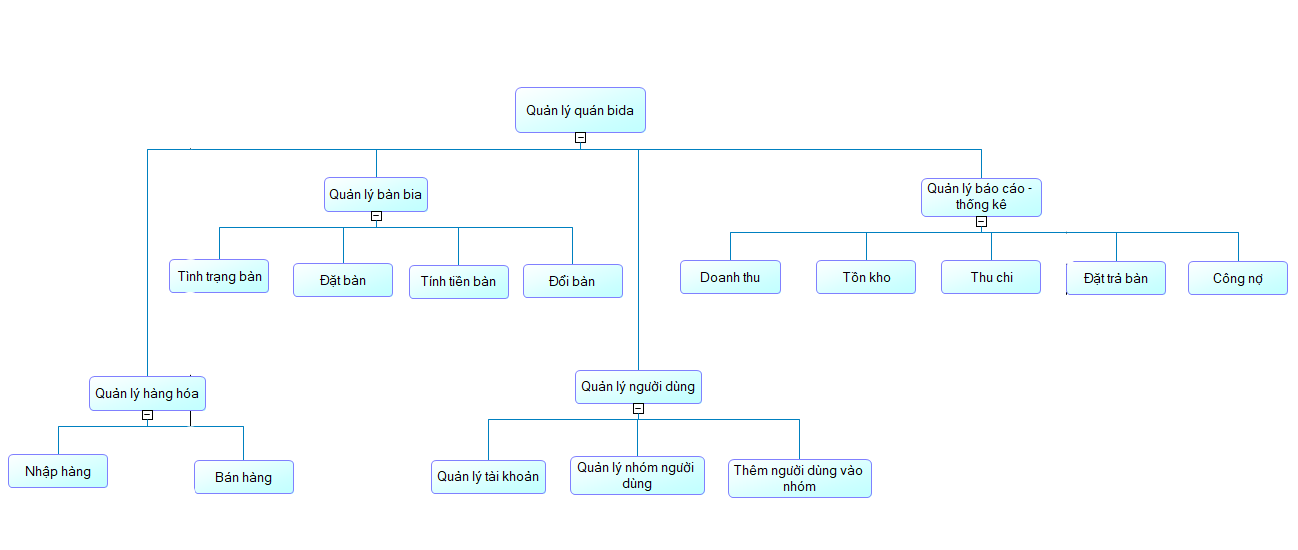 Quản lý quán bida
Quản lý bàn bia
Quản lý báo cáo -
thống kê
Tình trạng bàn
Đặt bàn
Tính tiền bàn
Đổi bàn
Doanh thu
Tồn kho
Thu chi
Đặt trả bàn
Công nợ
Quản lý hàng hóa
Quản lý người dùng
Nhập hàng
Bán hàng
Quản lý tài khoản
Quản lý nhóm người
dùng
Thêm người dùng vào
nhóm